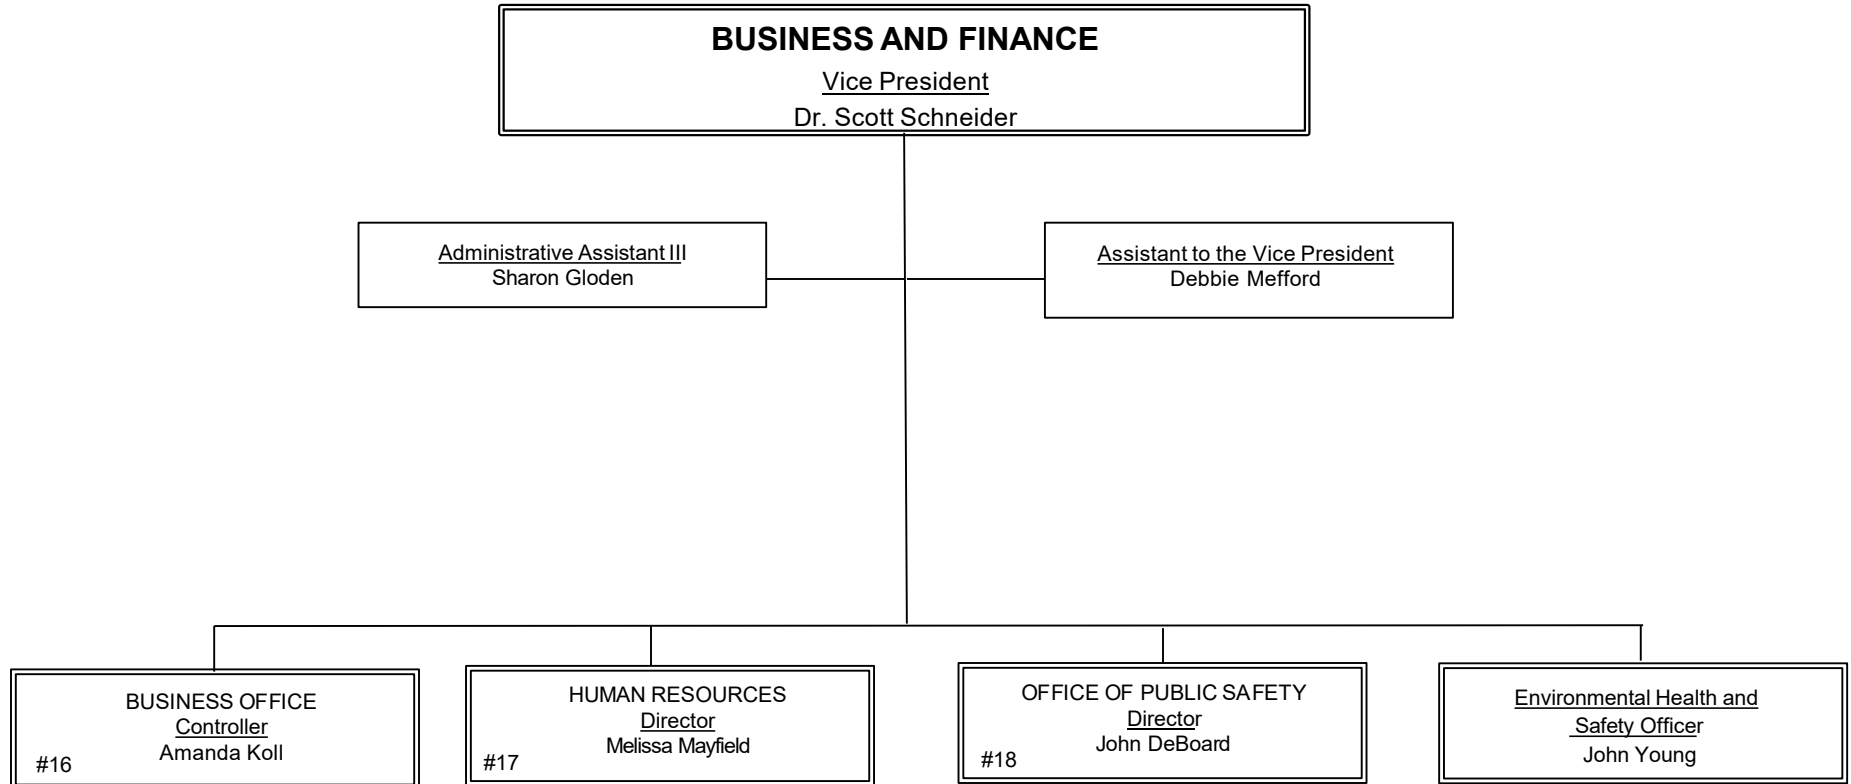 BUSINESS AND FINANCE
Vice President
Dr. Scott Schneider
Administrative Assistant III
Sharon Gloden
Assistant to the Vice President
Debbie Mefford
BUSINESS OFFICE
Controller
Amanda Koll
#16
HUMAN RESOURCES
Director
Melissa Mayfield
#17
OFFICE OF PUBLIC SAFETY
Director
John DeBoard
#18
Environmental Health and
Safety Officer
John Young